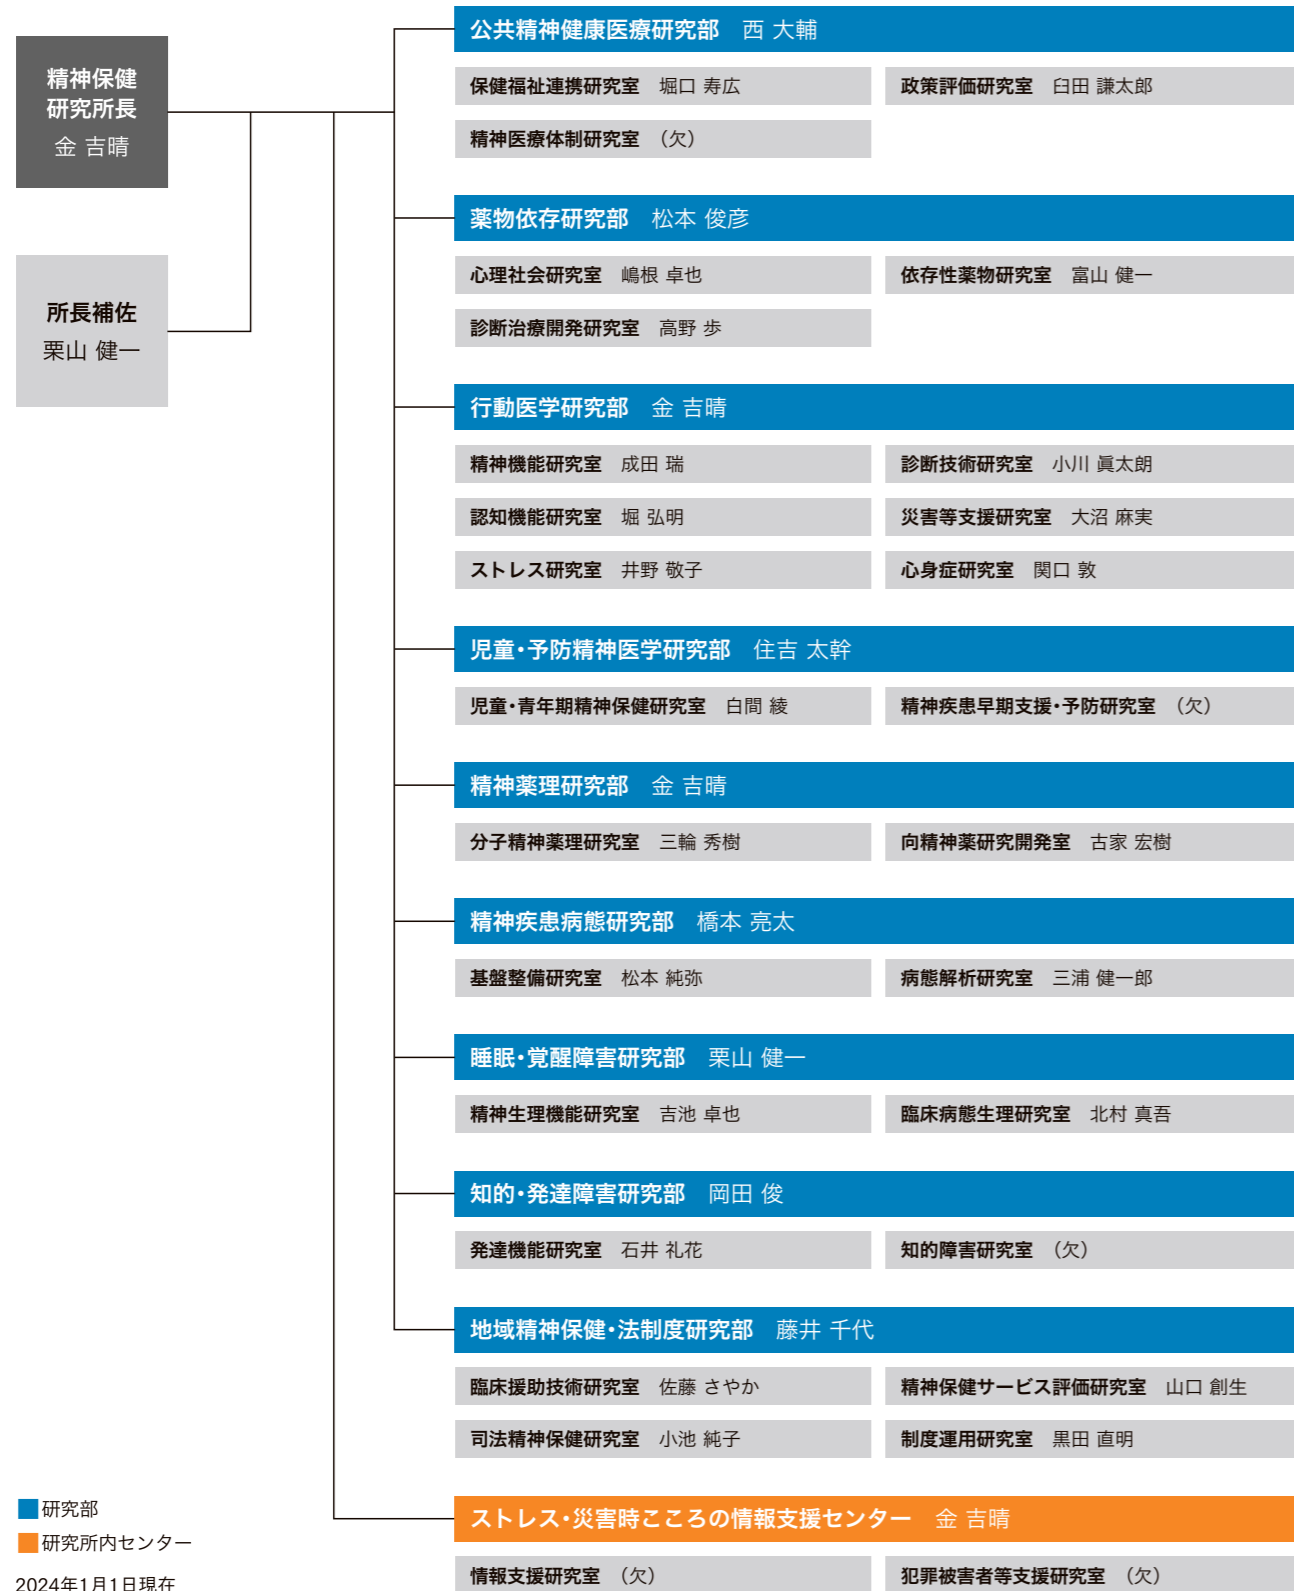 精神保健
研究所長
金 吉晴
所長補佐
栗山 健一
公共精神健康医療研究部 西 大輔
保健福祉連携研究室 堀口 寿広
政策評価研究室 臼田 謙太郎
精神医療体制研究室 （欠）
薬物依存研究部 松本 俊彦
心理社会研究室 嶋根 卓也
依存性薬物研究室 富山 健一
診断治療開発研究室 高野 歩
行動医学研究部 金 吉晴
精神機能研究室 成田 瑞
診断技術研究室 小川 眞太朗
認知機能研究室 堀 弘明
災害等支援研究室 大沼 麻実
ストレス研究室 井野 敬子
心身症研究室 関口 敦
児童・予防精神医学研究部 住吉 太幹
児童・青年期精神保健研究室 白間 綾
精神疾患早期支援・予防研究室 （欠）
精神薬理研究部 金 吉晴
分子精神薬理研究室 三輪 秀樹
向精神薬研究開発室 古家 宏樹
精神疾患病態研究部 橋本 亮太
基盤整備研究室 松本 純弥
病態解析研究室 三浦 健一郎
睡眠・覚醒障害研究部 栗山 健一
精神生理機能研究室 吉池 卓也
臨床病態生理研究室 北村 真吾
知的・発達障害研究部 岡田 俊
発達機能研究室 石井 礼花
知的障害研究室 （欠）
地域精神保健・法制度研究部 藤井 千代
臨床援助技術研究室 佐藤 さやか
精神保健サービス評価研究室 山口 創生
司法精神保健研究室 小池 純子
制度運用研究室 黒田 直明
ストレス・災害時こころの情報支援センター 金 吉晴
情報支援研究室 （欠）
犯罪被害者等支援研究室 （欠）
研究部
研究所内センター
2024年1月1日現在